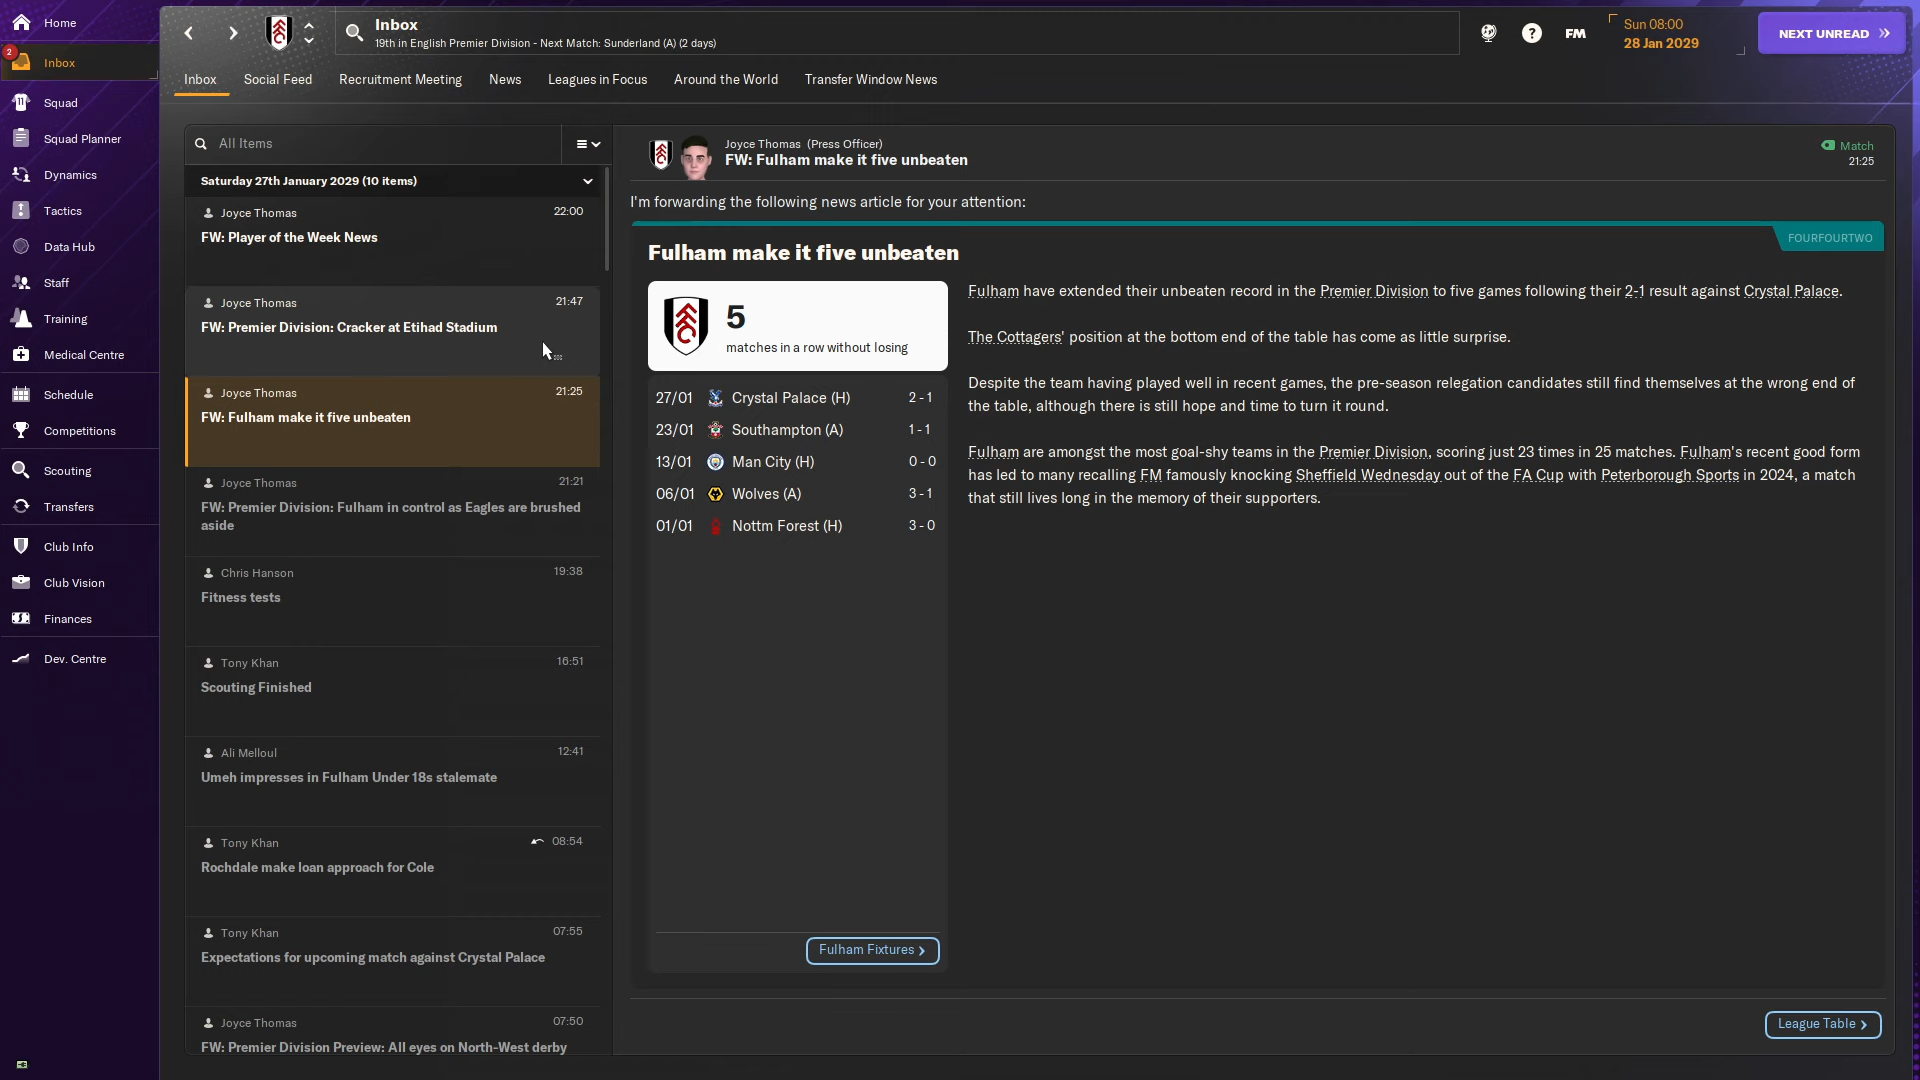 Home
2
Inbox
Squad
Squad Planner
Dynamics
Tactics
Data Hub
Staff
Training
Medical Centre
Schedule
Competitions
Scouting
Transfers
Club Info
Club Vision
Finances
Dev. Centre
Inbox
19th in English Premier Division - Next Match: Sunderland (A) (2 days)
FM
Sun 08:00
28 Jan 2029
NEXT UNREAD
Inbox
Social Feed
Recruitment Meeting
News
Leagues in Focus
Around the World
Transfer Window News
All Items
Saturday 27th January 2029 (10 items)
Joyce Thomas 22:00
FW: Player of the Week News
Joyce Thomas 21:47
FW: Premier Division: Cracker at Etihad Stadium
Joyce Thomas 21:25
FW: Fulham make it five unbeaten
Joyce Thomas 21:21
FW: Premier Division: Fulham in control as Eagles are brushed
aside
Chris Hanson 19:38
Fitness tests
Tony Khan 16:51
Scouting Finished
Ali Melloul 12:41
Umeh impresses in Fulham Under 18s stalemate
Tony Khan 08:54
Rochdale make loan approach for Cole
Tony Khan 07:55
Expectations for upcoming match against Crystal Palace
Joyce Thomas 07:50
FW: Premier Division Preview: All eyes on North-West derby
Joyce Thomas (Press Officer)
FW: Fulham make it five unbeaten
Match
21:25
I'm forwarding the following news article for your attention:
FOURFOURTWO
Fulham make it five unbeaten
5
matches in a row without losing
27/01 Crystal Palace (H) 2 - 1
23/01 Southampton (A) 1 - 1
13/01 Man City (H) 0 - 0
06/01 Wolves (A) 3 - 1
01/01 Nottm Forest (H) 3 - 0
Fulham Fixtures
Fulham have extended their unbeaten record in the Premier Division to five games following their 2-1 result against Crystal Palace.
The Cottagers' position at the bottom end of the table has come as little surprise.
Despite the team having played well in recent games, the pre-season relegation candidates still find themselves at the wrong end of
the table, although there is still hope and time to turn it round.
Fulham are amongst the most goal-shy teams in the Premier Division, scoring just 23 times in 25 matches. Fulham's recent good form
has led to many recalling FM famously knocking Sheffield Wednesday out of the FA Cup with Peterborough Sports in 2024, a match
that still lives long in the memory of their supporters.
League Table